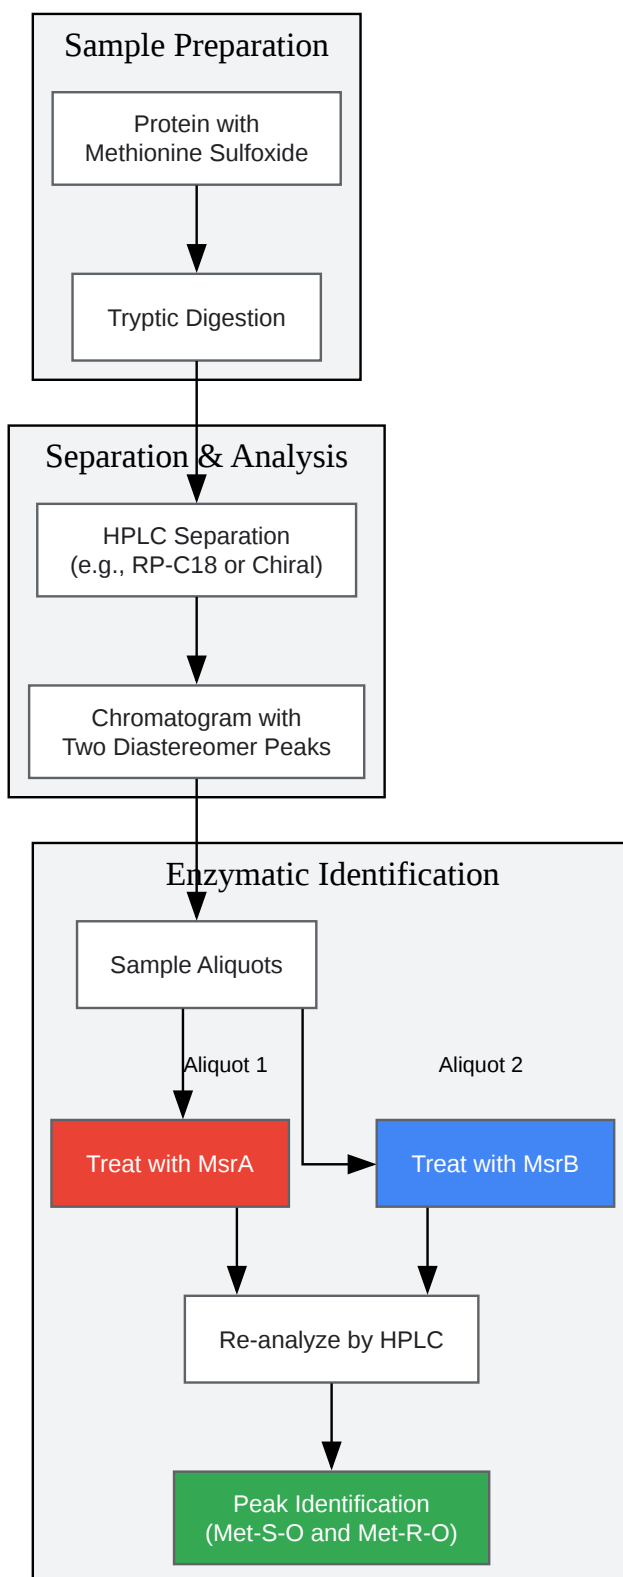 Sample Preparation
Protein with
Methionine Sulfoxide
Tryptic Digestion
Separation & Analysis
HPLC Separation
(e.g., RP-C18 or Chiral)
Chromatogram with
Two Diastereomer Peaks
Enzymatic Identification
Sample Aliquots
Aliquot 1
Aliquot 2
Treat with MsrA
Treat with MsrB
Re-analyze by HPLC
Peak Identification
(Met-S-O and Met-R-O)